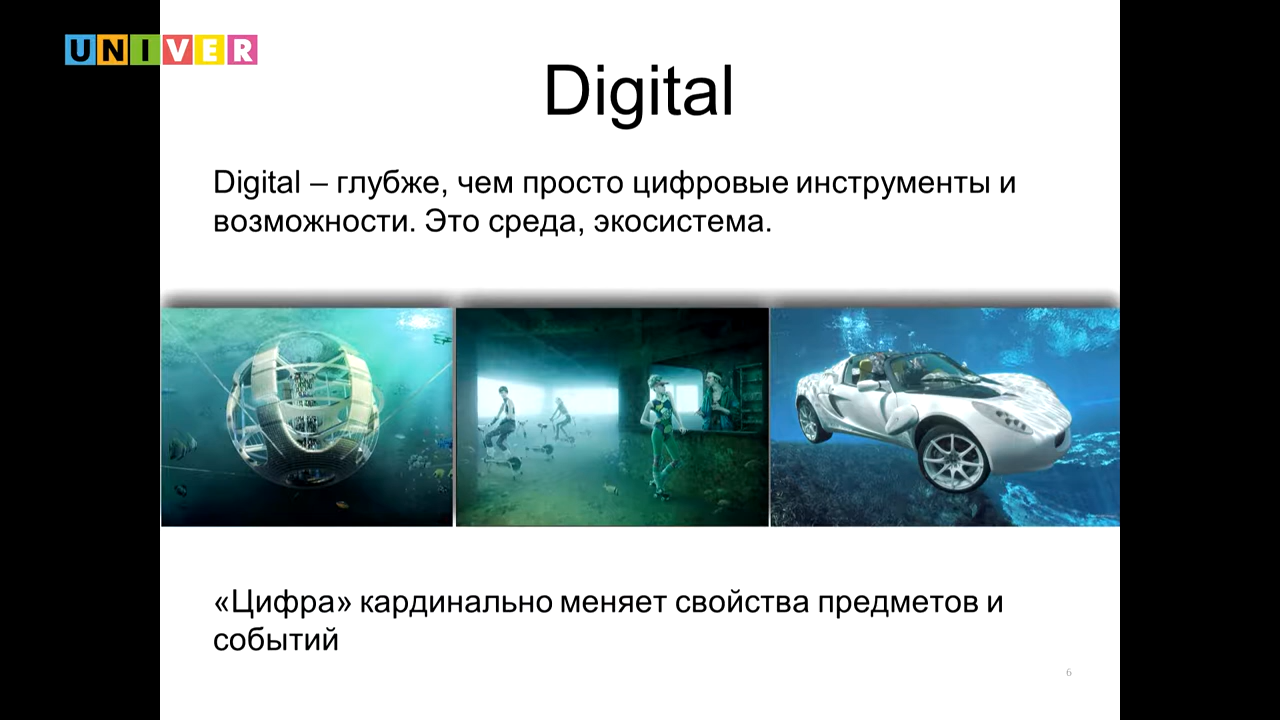 UNIVER
Digital
Digital – глубже, чем просто цифровые инструменты и
возможности. Это среда, экосистема.
«Цифра» кардинально меняет свойства предметов и
событий
6